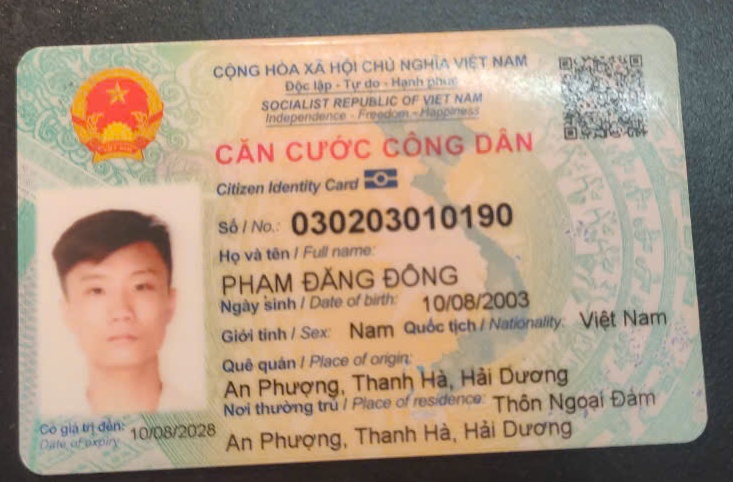 CỘNG HÒA XÃ HỘI CHỦ NGHĨA VIỆT NAM
Độc lập - Tự do - Hạnh phúc
SOCIALIST REPUBLIC OF VIET NAM
Independence - Freedom - Happiness
CĂN CƯỚC CÔNG DÂN
Citizen Identity Card
Số / No.: 030203010190
Họ và tên / Full name:
PHẠM ĐĂNG ĐÔNG
Ngày sinh / Date of birth: 10/08/2003
Giới tính / Sex: Nam Quốc tịch / Nationality: Việt Nam
Quê quán / Place of origin:
An Phượng, Thanh Hà, Hải Dương
Nơi thường trú / Place of residence: Thôn Ngoại Đàm
An Phượng, Thanh Hà, Hải Dương
Có giá trị đến: 10/08/2028
Date of expiry